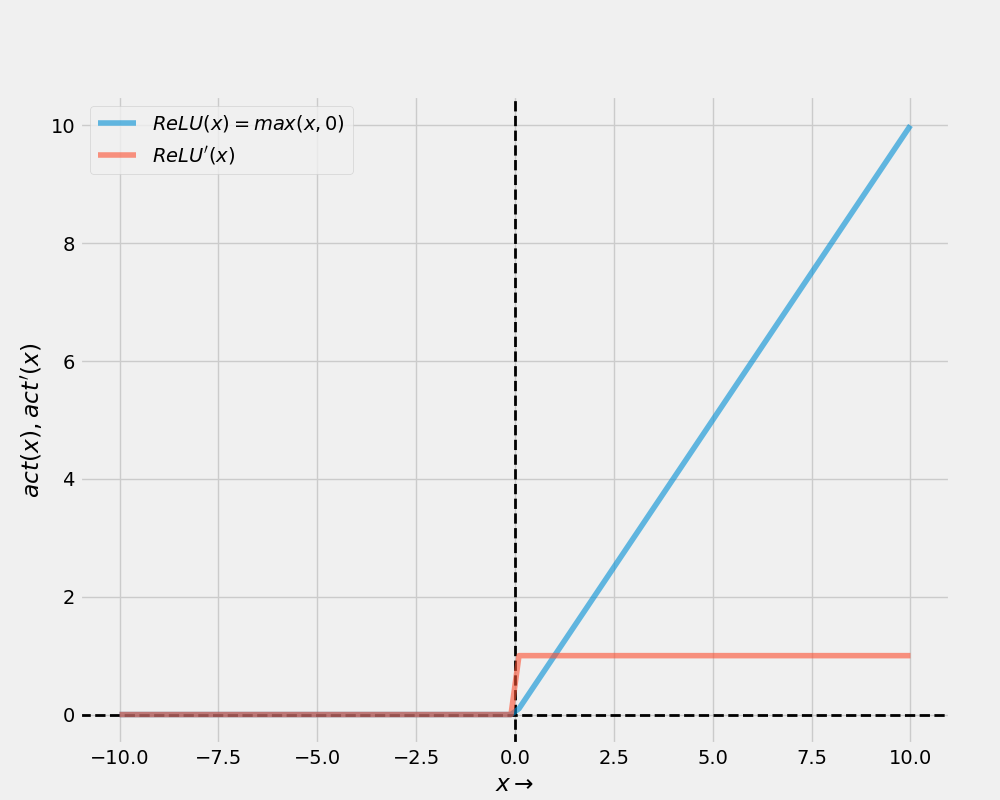 ReLU(x) = max(x, 0)
ReLU′(x)
10
8
6
4
2
0
act(x), act′(x)
−10.0 −7.5 −5.0 −2.5 0.0 2.5 5.0 7.5 10.0
x →